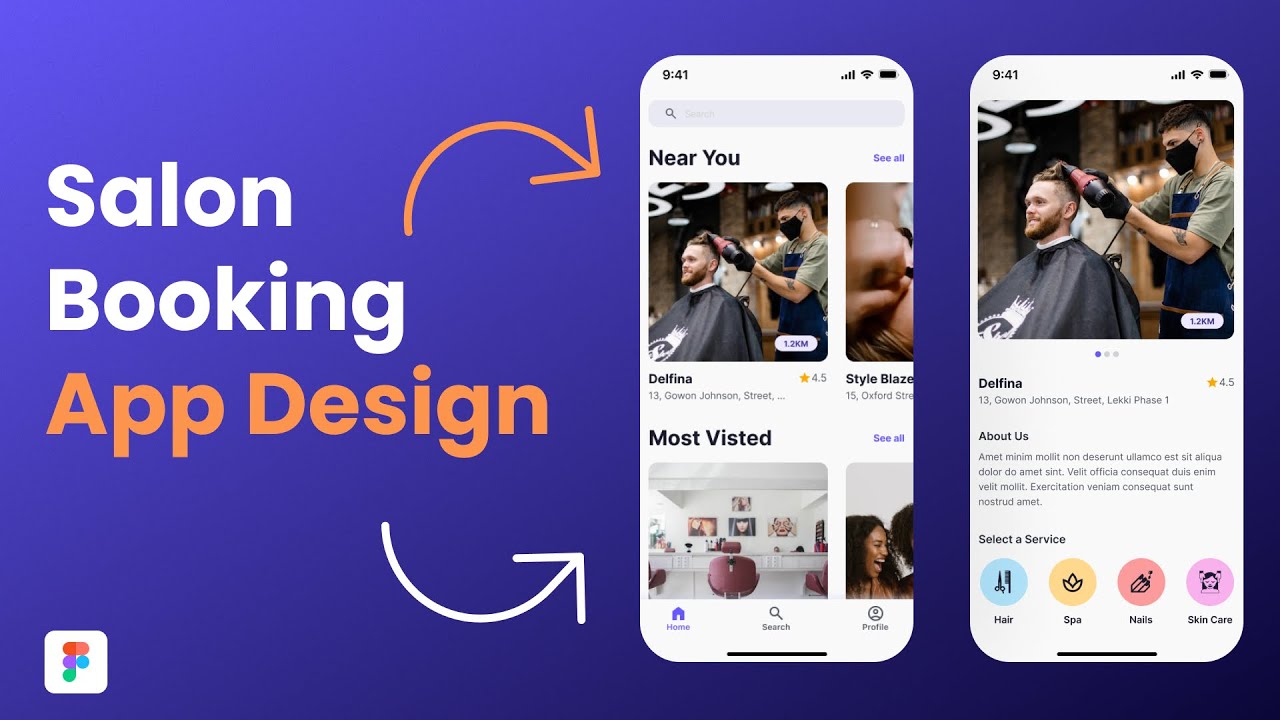 Salon
Booking
App Design
9:41
Search
Near You
See all
1.2KM
Delfina
4.5
13, Gowon Johnson, Street, ...
Style Blaze
15, Oxford Stre
Most Visted
See all
Home
Search
Profile
9:41
1.2KM
Delfina
4.5
13, Gowon Johnson, Street, Lekki Phase 1
About Us
Amet minim mollit non deserunt ullamco est sit aliqua
dolor do amet sint. Velit officia consequat duis enim
velit mollit. Exercitation veniam consequat sunt
nostrud amet.
Select a Service
Hair
Spa
Nails
Skin Care